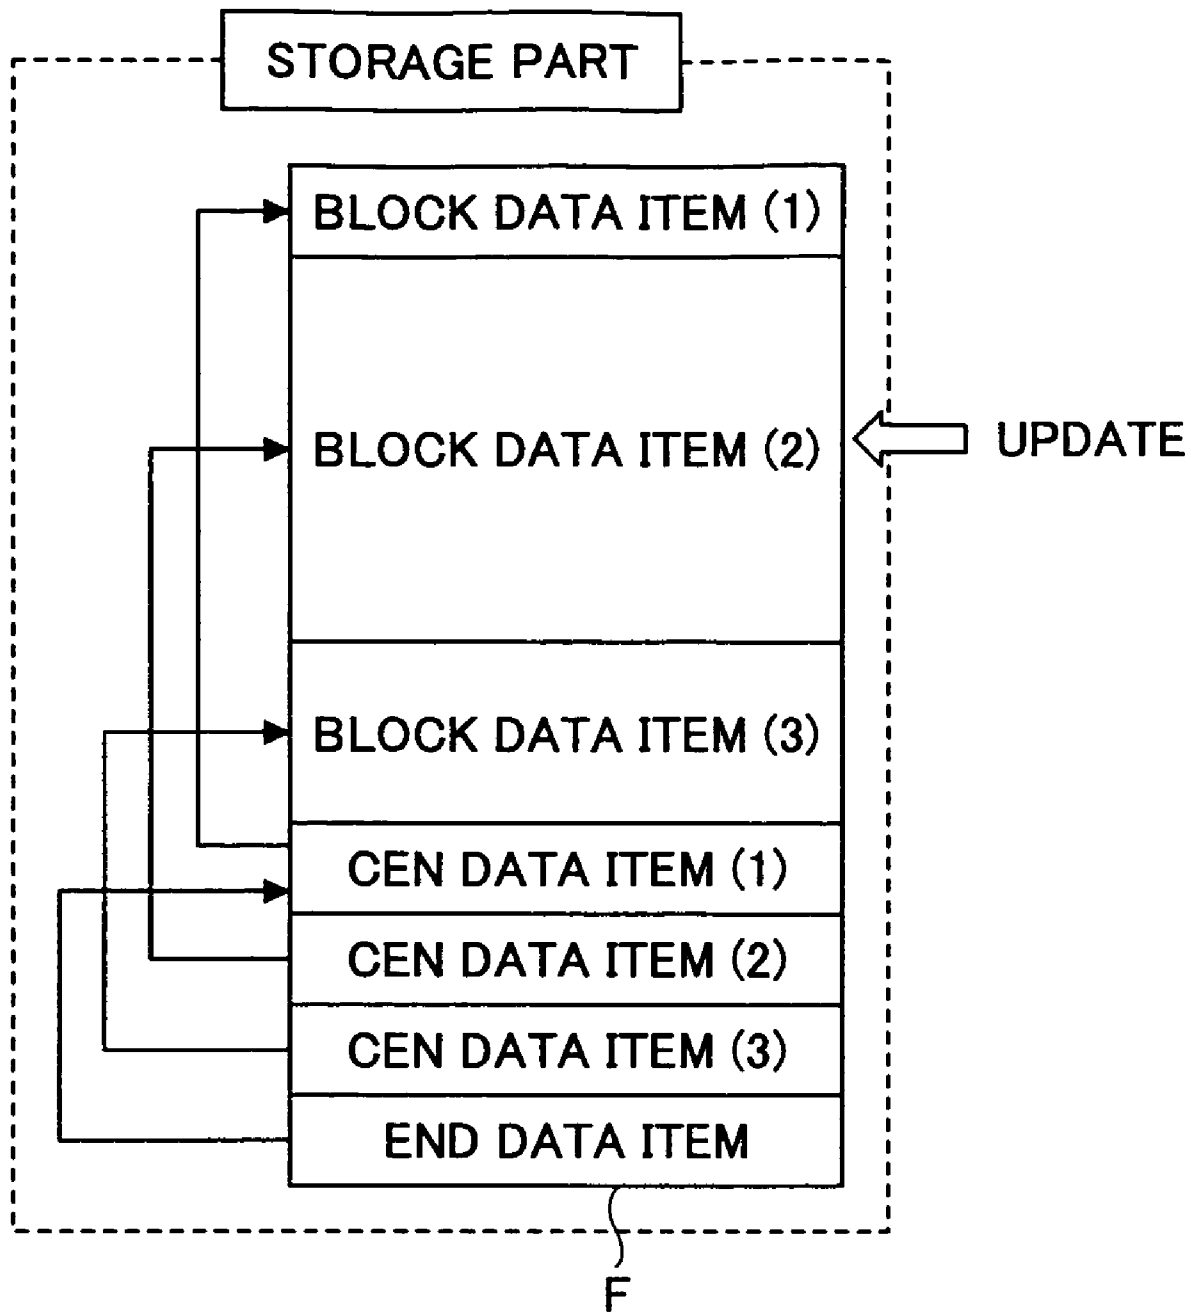 STORAGE PART
BLOCK DATA ITEM (1)
BLOCK DATA ITEM (2)
UPDATE
BLOCK DATA ITEM (3)
CEN DATA ITEM (1)
CEN DATA ITEM (2)
CEN DATA ITEM (3)
END DATA ITEM
F